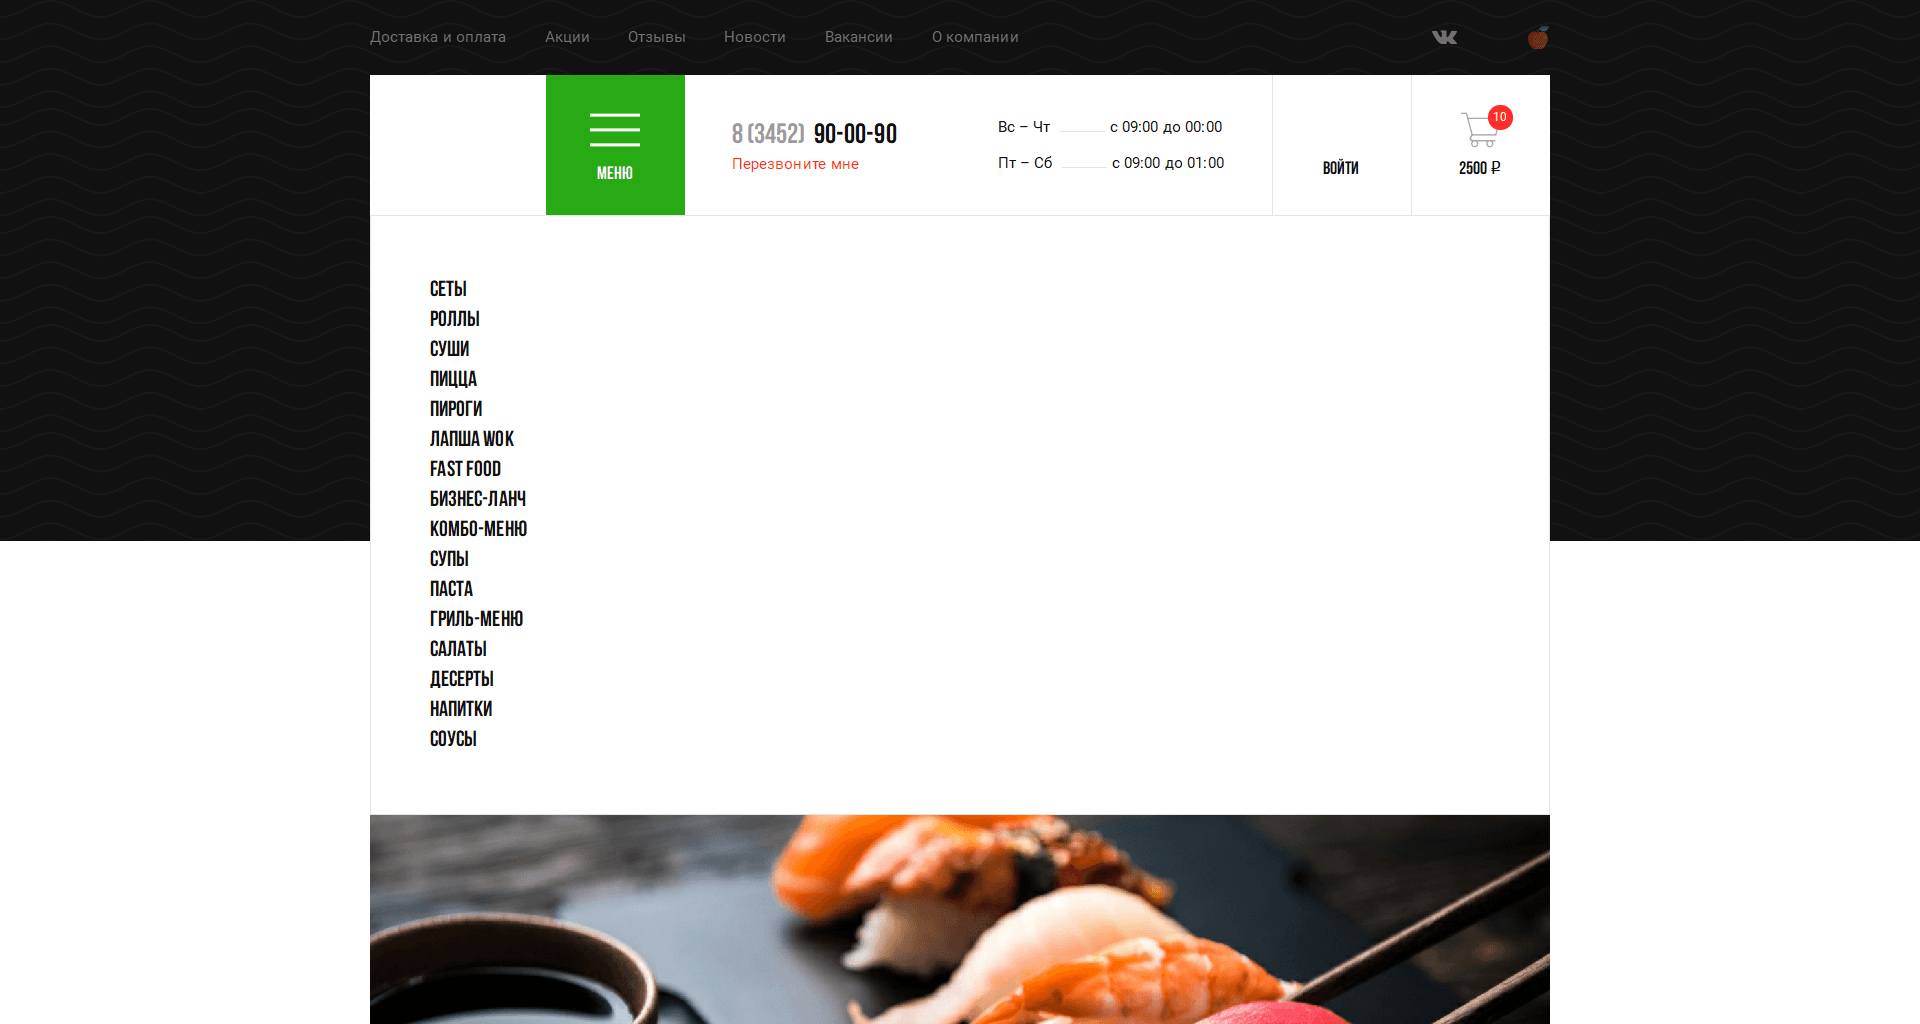 Доставка и оплата Акции Отзывы Новости Вакансии О компании
МЕНЮ
8 (3452) 90-00-90
Перезвоните мне
Вс – Чт с 09:00 до 00:00
Пт – Сб с 09:00 до 01:00
ВОЙТИ
10
2500 ₽
СЕТЫ
РОЛЛЫ
СУШИ
ПИЦЦА
ПИРОГИ
ЛАПША WOK
FAST FOOD
БИЗНЕС-ЛАНЧ
КОМБО-МЕНЮ
СУПЫ
ПАСТА
ГРИЛЬ-МЕНЮ
САЛАТЫ
ДЕСЕРТЫ
НАПИТКИ
СОУСЫ